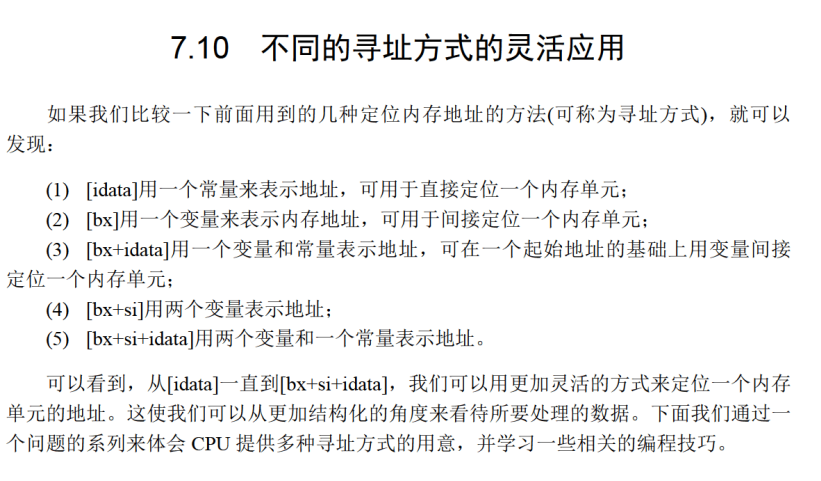 7.10 不同的寻址方式的灵活应用
如果我们比较一下前面用到的几种定位内存地址的方法(可称为寻址方式)，就可以
发现：
(1) [idata]用一个常量来表示地址，可用于直接定位一个内存单元；
(2) [bx]用一个变量来表示内存地址，可用于间接定位一个内存单元；
(3) [bx+idata]用一个变量和常量表示地址，可在一个起始地址的基础上用变量间接
定位一个内存单元；
(4) [bx+si]用两个变量表示地址；
(5) [bx+si+idata]用两个变量和一个常量表示地址。
可以看到，从[idata]一直到[bx+si+idata]，我们可以用更加灵活的方式来定位一个内存
单元的地址。这使我们可以从更加结构化的角度来看待所要处理的数据。下面我们通过一
个问题的系列来体会 CPU 提供多种寻址方式的用意，并学习一些相关的编程技巧。